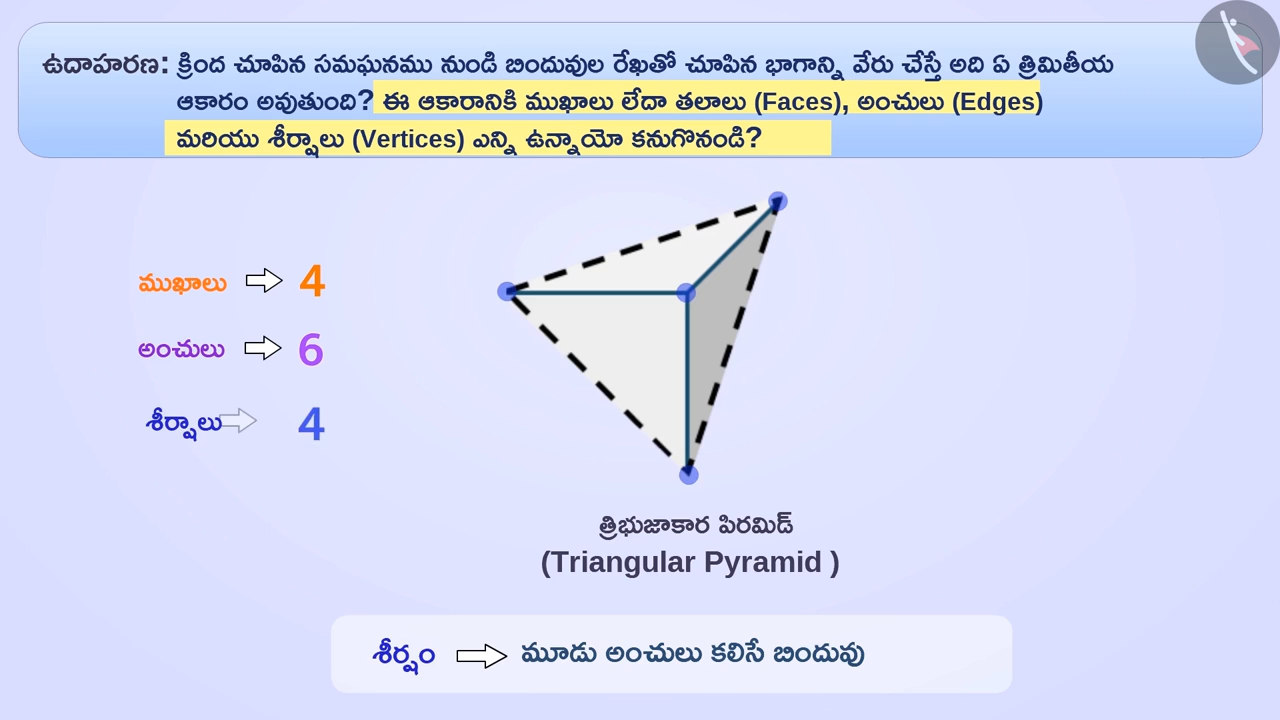 ఉదాహరణ: క్రింద చూపిన సమఘనము నుండి బిందువుల రేఖతో చూపిన భాగాన్ని వేరు చేస్తే అది ఏ త్రిమితీయ
ఆకారం అవుతుంది? ఈ ఆకారానికి ముఖాలు లేదా తలాలు (Faces), అంచులు (Edges)
మరియు శీర్షాలు (Vertices) ఎన్ని ఉన్నాయో కనుగొనండి?
ముఖాలు 4
అంచులు 6
శీర్షాలు 4
త్రిభుజాకార పిరమిడ్
(Triangular Pyramid )
శీర్షం మూడు అంచులు కలిసే బిందువు